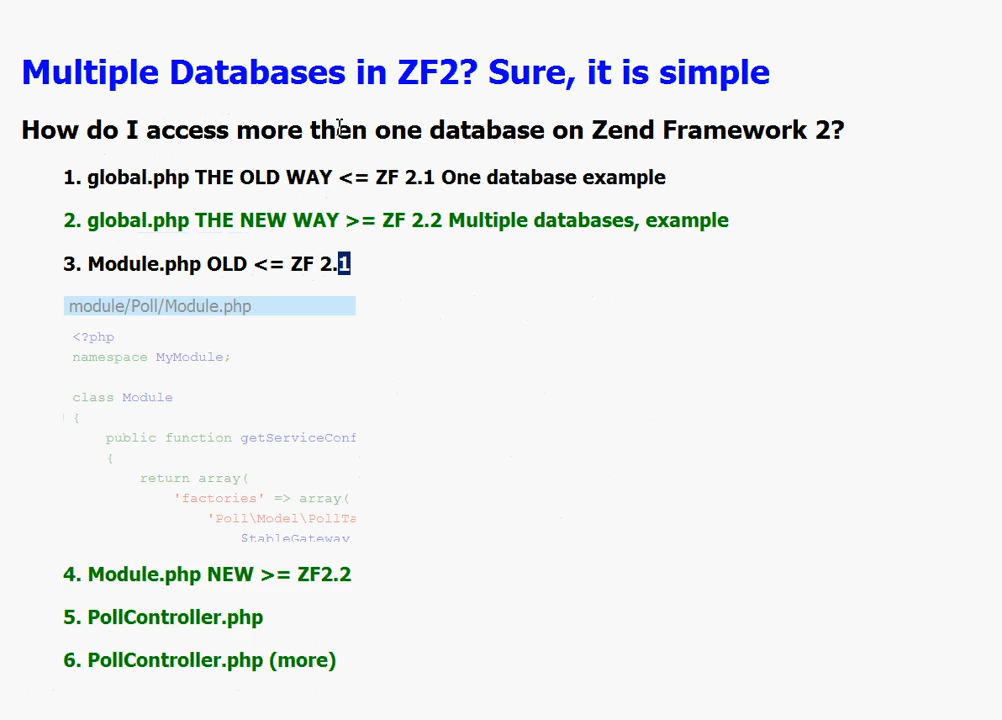 Multiple Databases in ZF2? Sure, it is simple
How do I access more then one database on Zend Framework 2?
1. global.php THE OLD WAY <= ZF 2.1 One database example
2. global.php THE NEW WAY >= ZF 2.2 Multiple databases, example
3. Module.php OLD <= ZF 2.1
module/Poll/Module.php
<?php
namespace MyModule;
class Module
{
public function getServiceConf
{
return array(
'factories' => array(
'Poll\Model\PollTa
$tableGateway
4. Module.php NEW >= ZF2.2
5. PollController.php
6. PollController.php (more)